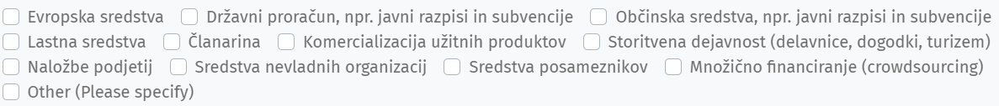 Evropska sredstva Državni proračun, npr. javni razpisi in subvencije Občinska sredstva, npr. javni razpisi in subvencije
Lastna sredstva Članarina Komercializacija užitnih produktov Storitvena dejavnost (delavnice, dogodki, turizem)
Naložbe podjetij Sredstva nevladnih organizacij Sredstva posameznikov Množično financiranje (crowdsourcing)
Other (Please specify)